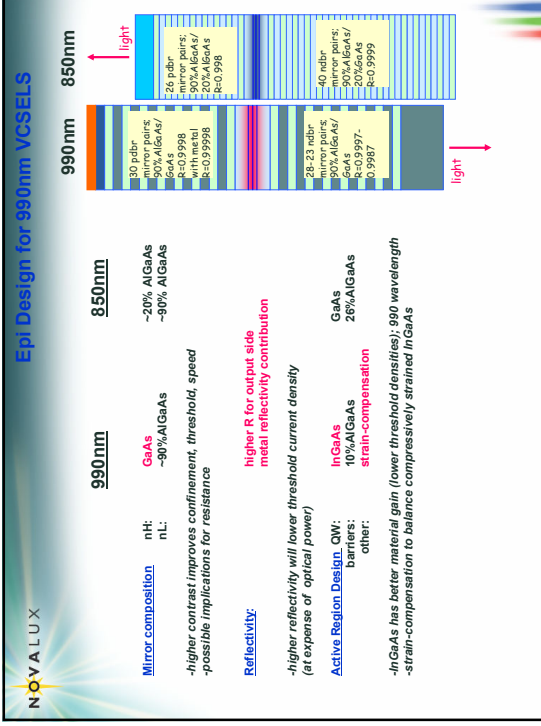 NOVALUX
Epi Design for 990nm VCSELS
990nm 850nm
Mirror composition nH: GaAs ~20% AlGaAs
nL: ~90%AlGaAs ~90% AlGaAs
-higher contrast improves confinement, threshold, speed
-possible implications for resistance
Reflectivity: higher R for output side
metal reflectivity contribution
-higher reflectivity will lower threshold current density
(at expense of optical power)
Active Region Design QW: InGaAs GaAs
barriers: 10%AlGaAs 26%AlGaAs
other: strain-compensation
-InGaAs has better material gain (lower threshold densities); 990 wavelength
-strain-compensation to balance compressively strained InGaAs
990nm
850nm
light
30 pdbr
mirror pairs;
90%AlGaAs/
GaAs
R=0.9998
with metal
R=0.99998
26 pdbr
mirror pairs;
90%AlGaAs/
20%AlGaAs
R=0.998
28-23 ndbr
mirror pairs;
90%AlGaAs/
GaAs
R=0.9997-
0.9987
40 ndbr
mirror pairs;
90%AlGaAs/
20%GaAs
R=0.9999
light